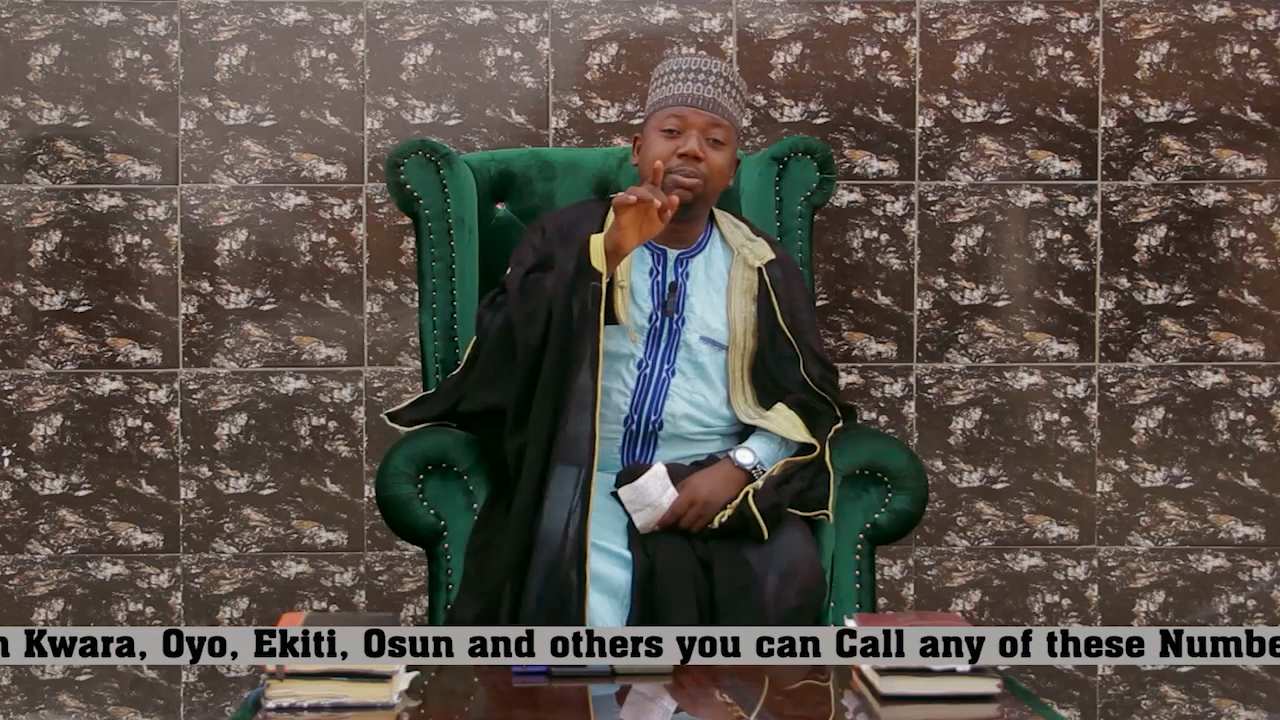 Kwara, Oyo, Ekiti, Osun and others you can Call any of these